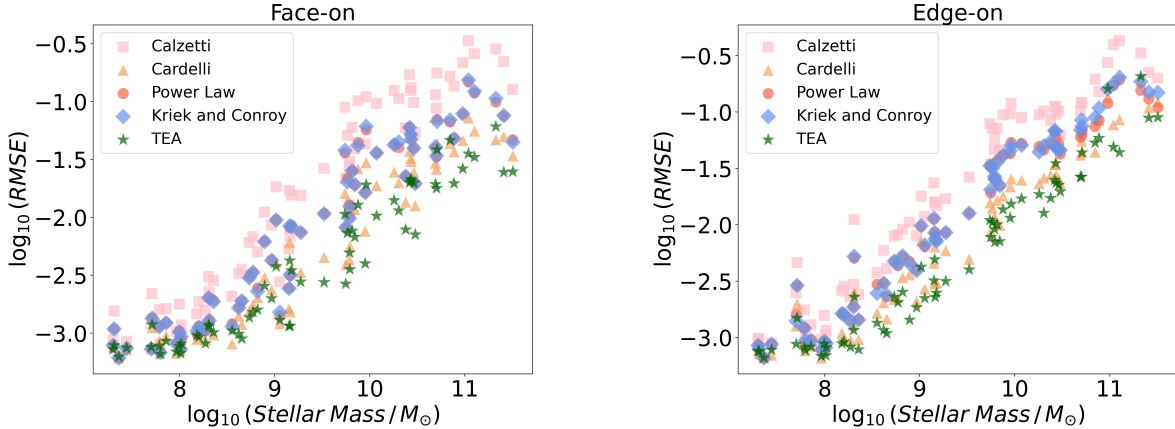 Face-on
−0.5
−1.0
−1.5
−2.0
−2.5
−3.0
log₁₀ (RMSE)
Calzetti
Cardelli
Power Law
Kriek and Conroy
TEA
8 9 10 11
log₁₀ (Stellar Mass / M⊙)
Edge-on
−0.5
−1.0
−1.5
−2.0
−2.5
−3.0
log₁₀ (RMSE)
Calzetti
Cardelli
Power Law
Kriek and Conroy
TEA
8 9 10 11
log₁₀ (Stellar Mass / M⊙)